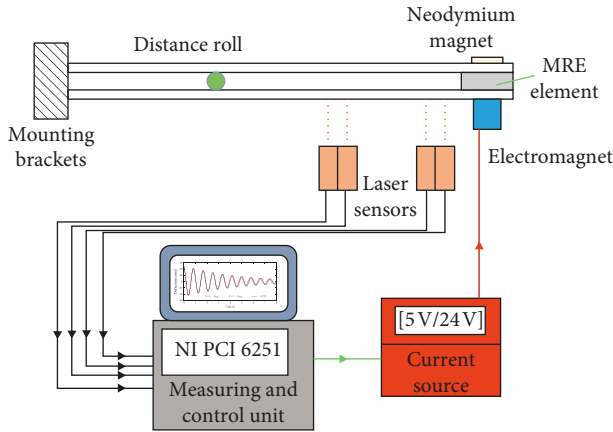 Neodymium
magnet
Distance roll
MRE
element
Mounting
brackets
Electromagnet
Laser
sensors
[5 V/24 V]
NI PCI 6251
Current
source
Measuring and
control unit